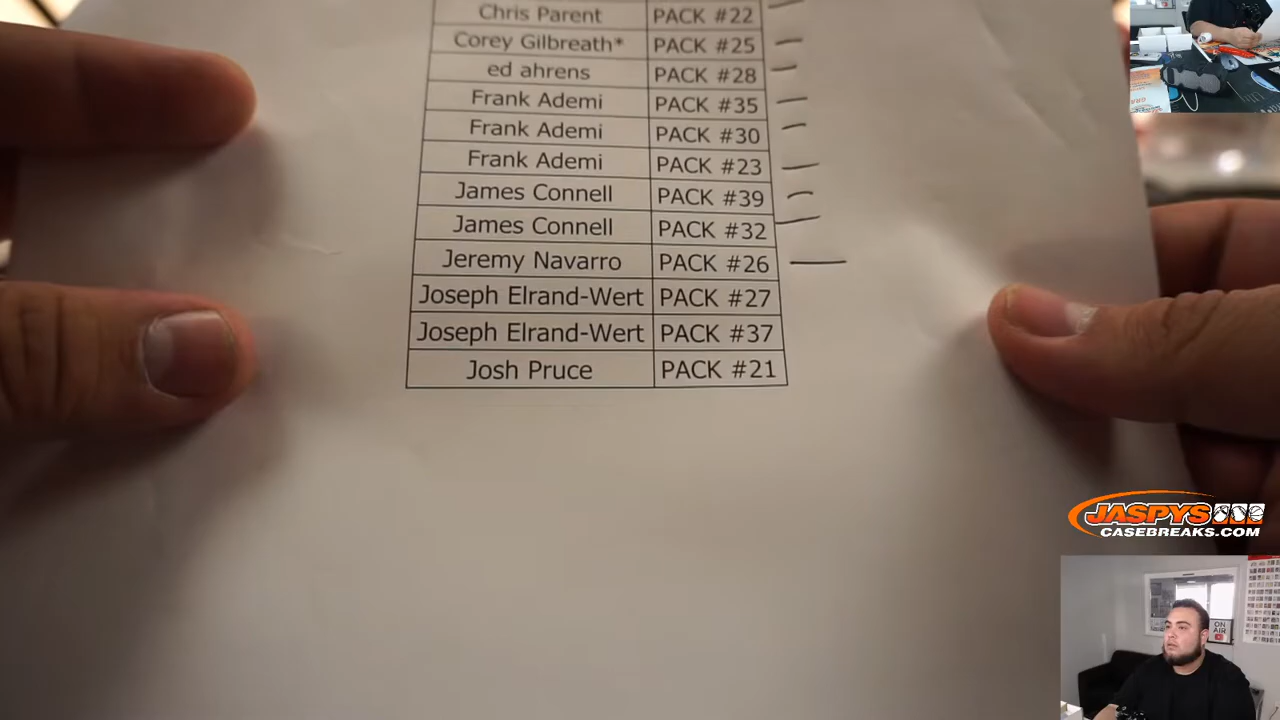 Chris Parent PACK #22
Corey Gilbreath* PACK #25
ed ahrens PACK #28
Frank Ademi PACK #35
Frank Ademi PACK #30
Frank Ademi PACK #23
James Connell PACK #39
James Connell PACK #32
Jeremy Navarro PACK #26
Joseph Elrand-Wert PACK #27
Joseph Elrand-Wert PACK #37
Josh Pruce PACK #21
JASPYS
CASEBREAKS.COM
ON
AIR